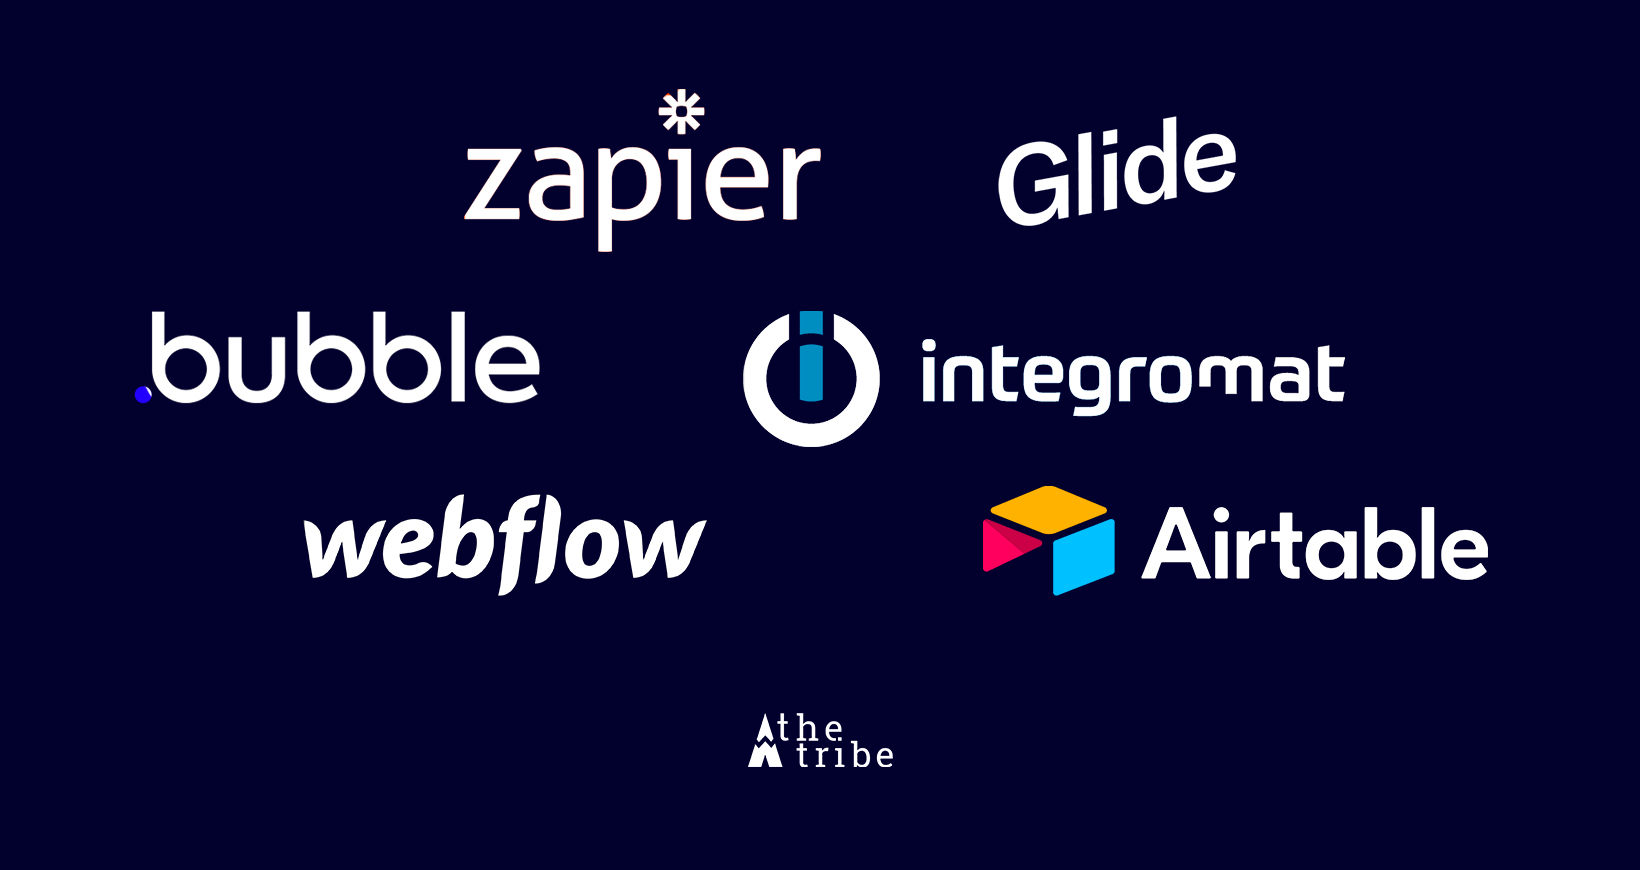 zapier
Glide
bubble
integromat
webflow
Airtable
the
tribe